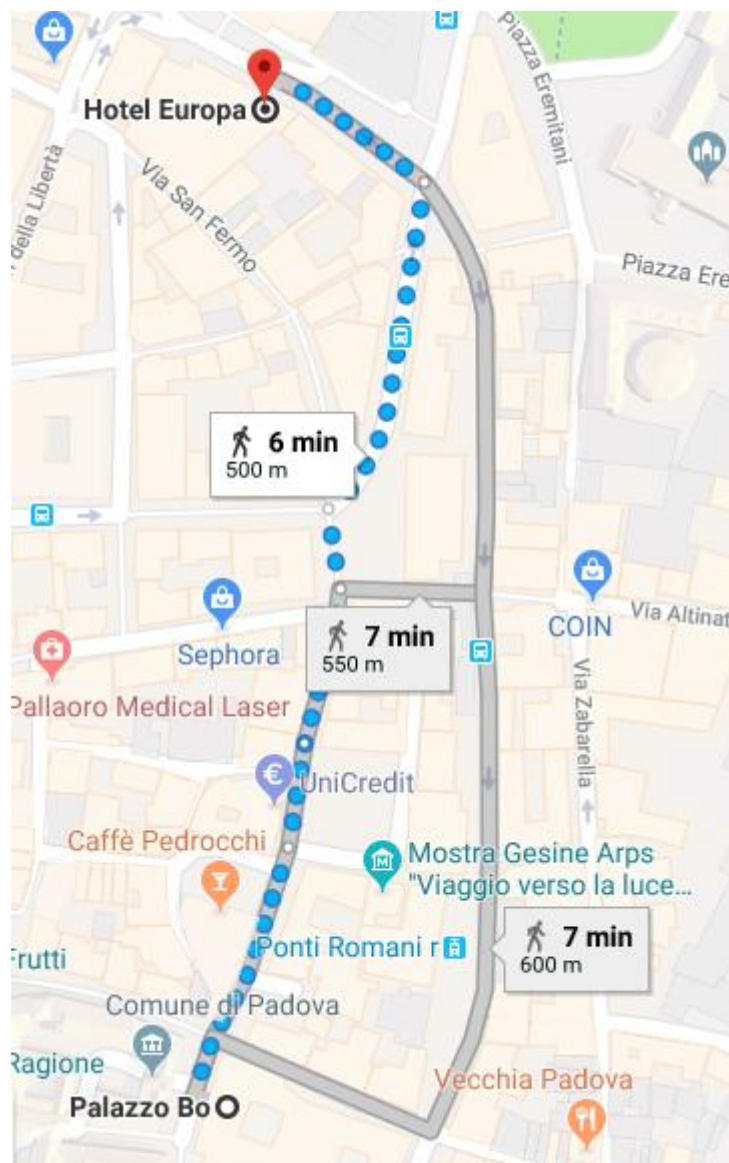 Piazza Eremitani
Hotel Europa
della Libertà
Via San Fermo
Piazza Ere
6 min
500 m
COIN
Via Altinat
7 min
550 m
Sephora
Pallaoro Medical Laser
Via Zabarella
UniCredit
Caffè Pedrocchi
Mostra Gesine Arps
"Viaggio verso la luce...
7 min
600 m
Ponti Romani r
Frutti
Comune di Padova
Ragione
Vecchia Padova
Palazzo Bo